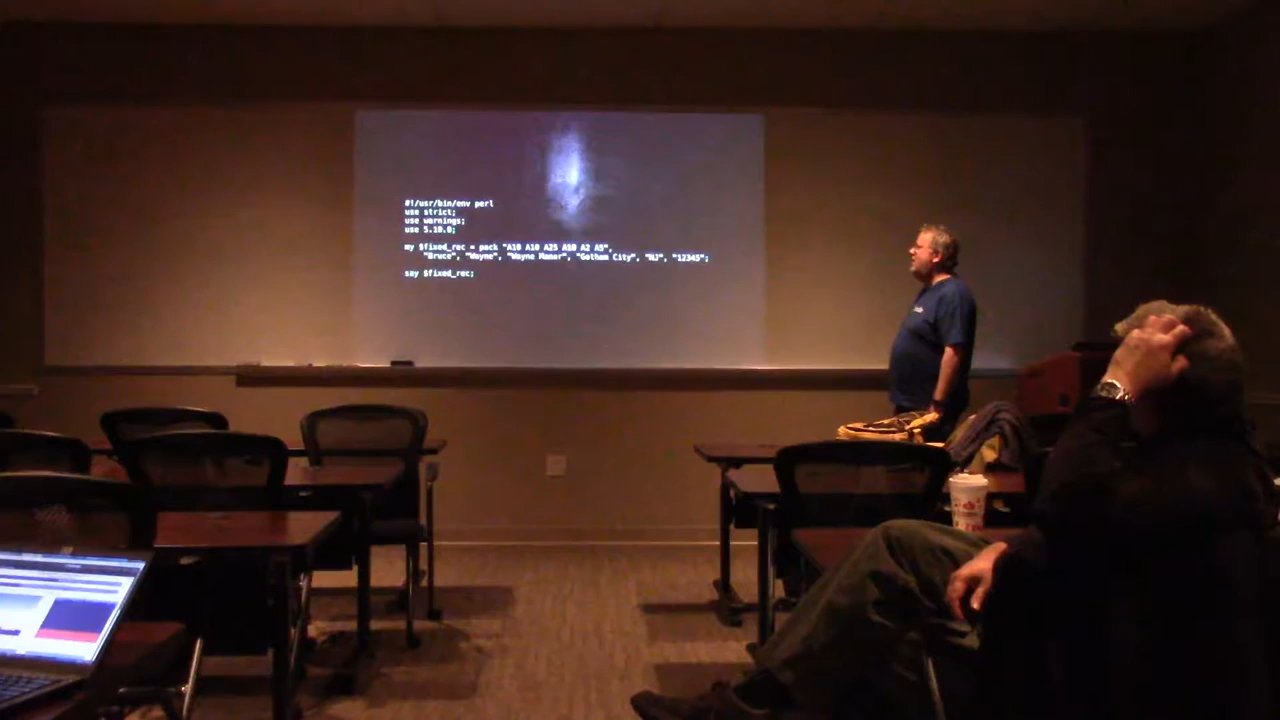 #!/usr/bin/env perl
use strict;
use warnings;
use 5.10.0;
my $fixed_rec = pack "A10 A10 A25 A10 A2 A5",
"Bruce", "Wayne", "Wayne Manor", "Gotham City", "NJ", "12345";
say $fixed_rec;